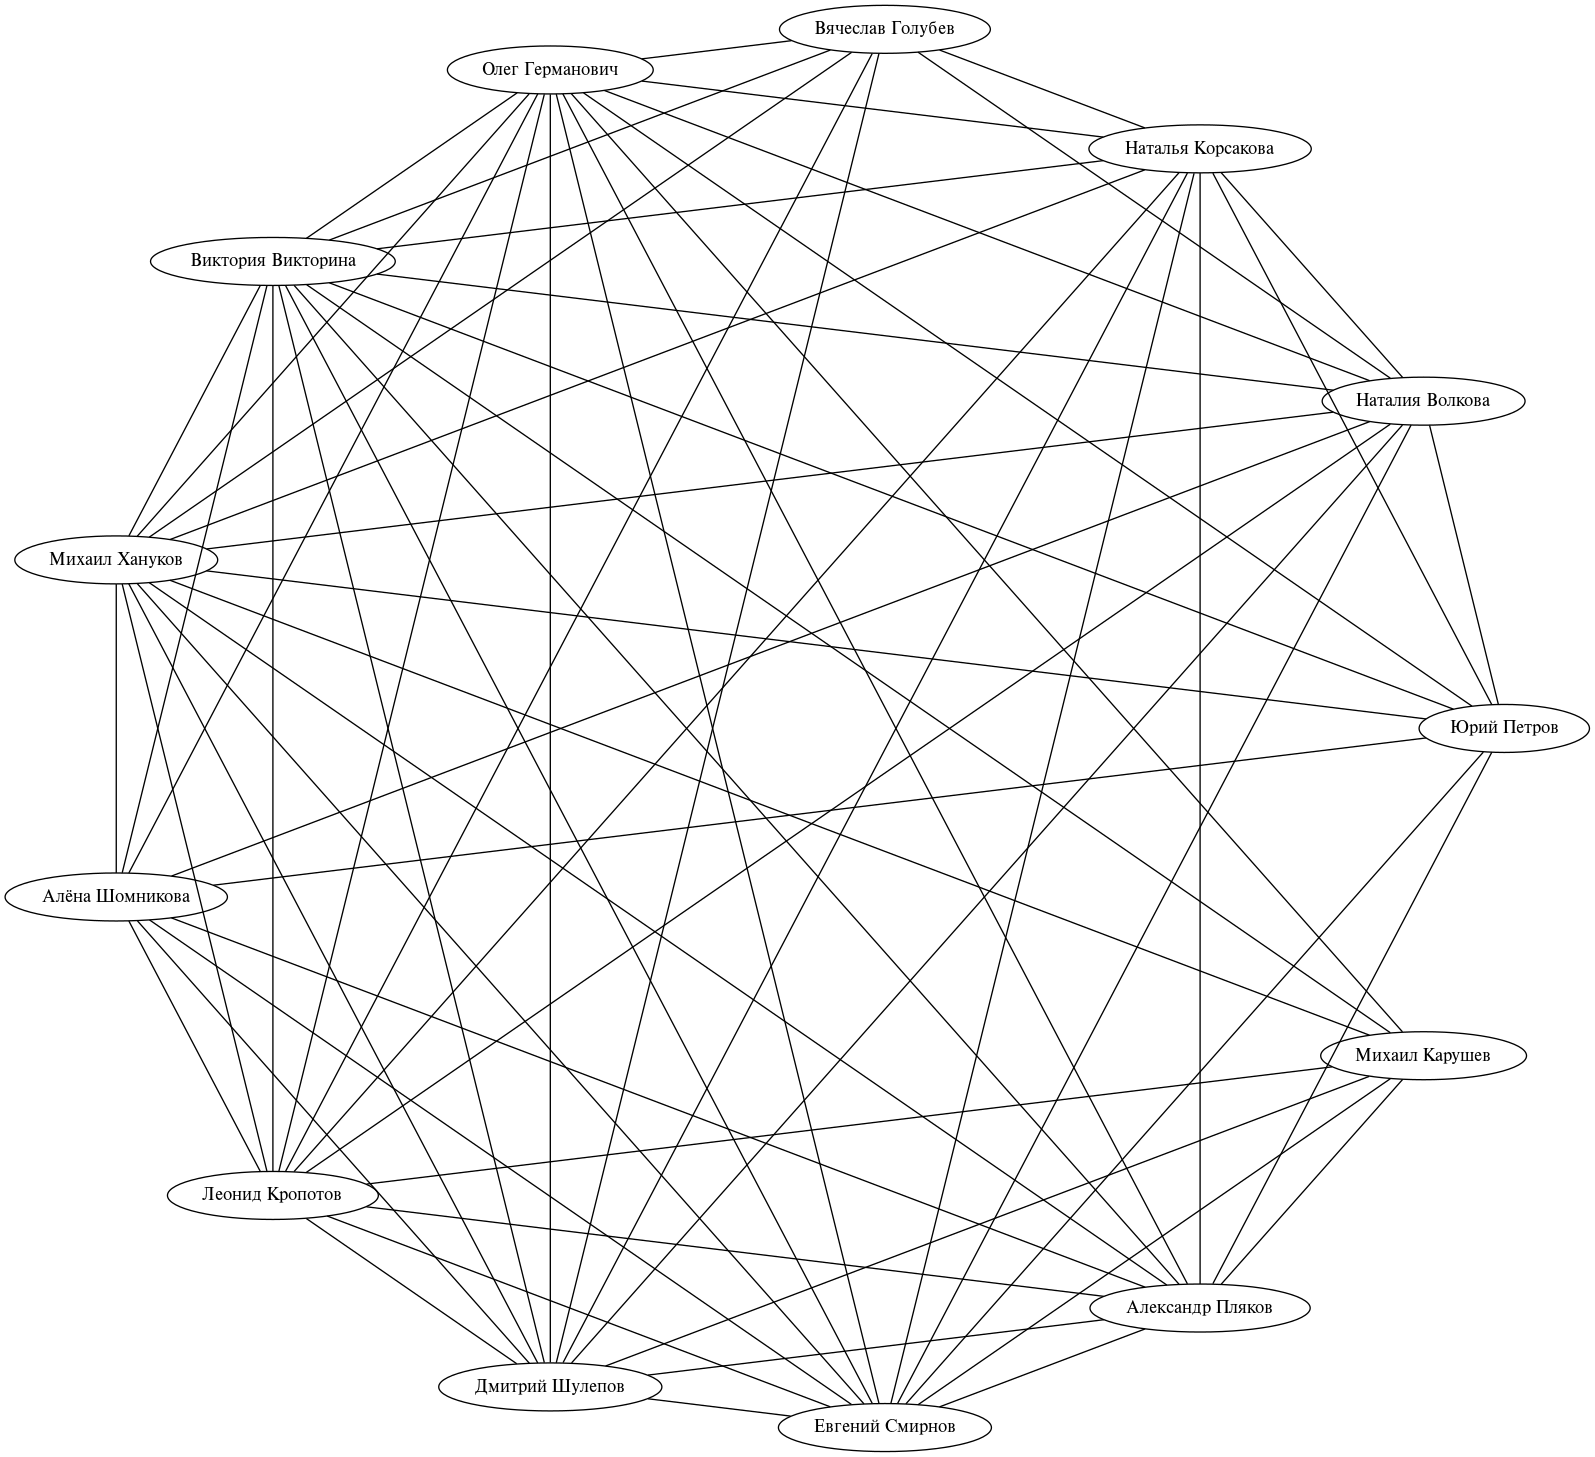 Вячеслав Голубев
Олег Германович
Наталья Корсакова
Виктория Викторина
Наталия Волкова
Михаил Хануков
Юрий Петров
Алёна Шомникова
Михаил Карушев
Леонид Кропотов
Александр Пляков
Дмитрий Шулепов
Евгений Смирнов